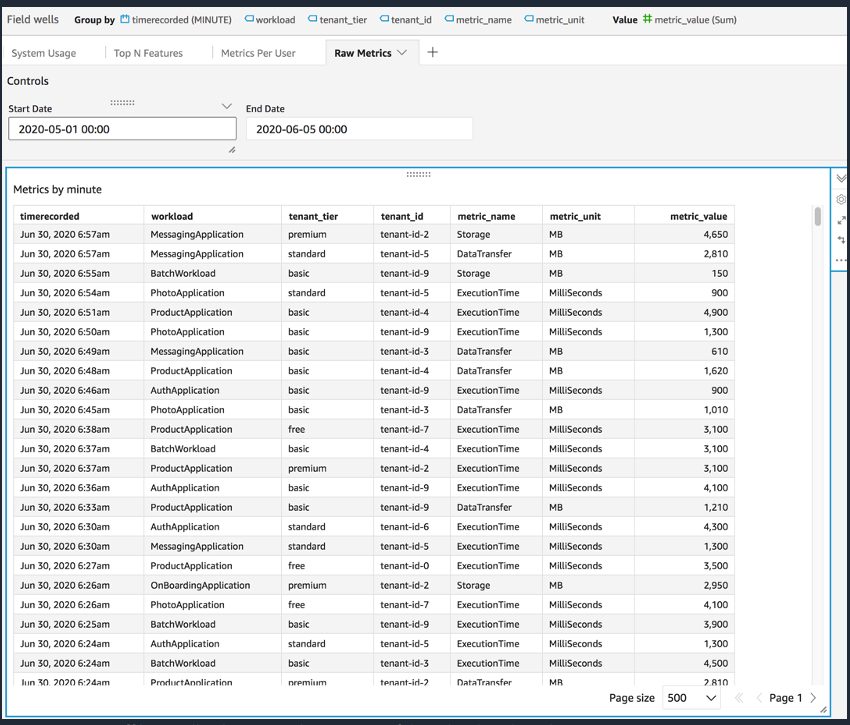 Field wells Group by timerecorded (MINUTE) workload tenant_tier tenant_id metric_name metric_unit Value metric_value (Sum)
System Usage Top N Features Metrics Per User Raw Metrics
Controls
Start Date End Date
2020-05-01 00:00 2020-06-05 00:00
Metrics by minute
timerecorded workload tenant_tier tenant_id metric_name metric_unit metric_value
Jun 30, 2020 6:57am MessagingApplication premium tenant-id-2 Storage MB 4,650
Jun 30, 2020 6:57am MessagingApplication standard tenant-id-5 DataTransfer MB 2,810
Jun 30, 2020 6:55am BatchWorkload basic tenant-id-9 Storage MB 150
Jun 30, 2020 6:54am PhotoApplication standard tenant-id-5 ExecutionTime MilliSeconds 900
Jun 30, 2020 6:51am ProductApplication basic tenant-id-4 ExecutionTime MilliSeconds 4,900
Jun 30, 2020 6:50am PhotoApplication basic tenant-id-9 ExecutionTime MilliSeconds 1,300
Jun 30, 2020 6:49am MessagingApplication basic tenant-id-3 DataTransfer MB 610
Jun 30, 2020 6:48am ProductApplication basic tenant-id-4 DataTransfer MB 1,620
Jun 30, 2020 6:46am AuthApplication basic tenant-id-9 ExecutionTime MilliSeconds 900
Jun 30, 2020 6:45am PhotoApplication basic tenant-id-3 DataTransfer MB 1,010
Jun 30, 2020 6:38am ProductApplication free tenant-id-7 ExecutionTime MilliSeconds 3,100
Jun 30, 2020 6:37am BatchWorkload basic tenant-id-4 ExecutionTime MilliSeconds 3,100
Jun 30, 2020 6:37am ProductApplication premium tenant-id-2 ExecutionTime MilliSeconds 3,100
Jun 30, 2020 6:36am AuthApplication basic tenant-id-9 ExecutionTime MilliSeconds 4,100
Jun 30, 2020 6:33am ProductApplication basic tenant-id-9 DataTransfer MB 1,210
Jun 30, 2020 6:30am AuthApplication standard tenant-id-6 ExecutionTime MilliSeconds 4,300
Jun 30, 2020 6:30am MessagingApplication standard tenant-id-5 ExecutionTime MilliSeconds 1,300
Jun 30, 2020 6:27am ProductApplication free tenant-id-0 ExecutionTime MilliSeconds 3,500
Jun 30, 2020 6:26am OnBoardingApplication premium tenant-id-2 Storage MB 2,950
Jun 30, 2020 6:26am PhotoApplication free tenant-id-7 ExecutionTime MilliSeconds 4,100
Jun 30, 2020 6:25am BatchWorkload basic tenant-id-9 ExecutionTime MilliSeconds 3,900
Jun 30, 2020 6:24am AuthApplication standard tenant-id-5 ExecutionTime MilliSeconds 1,300
Jun 30, 2020 6:24am BatchWorkload basic tenant-id-3 ExecutionTime MilliSeconds 4,500
Jun 30, 2020 6:24am ProductApplication premium tenant-id-2 DataTransfer MB 2,810
Page size 500 Page 1